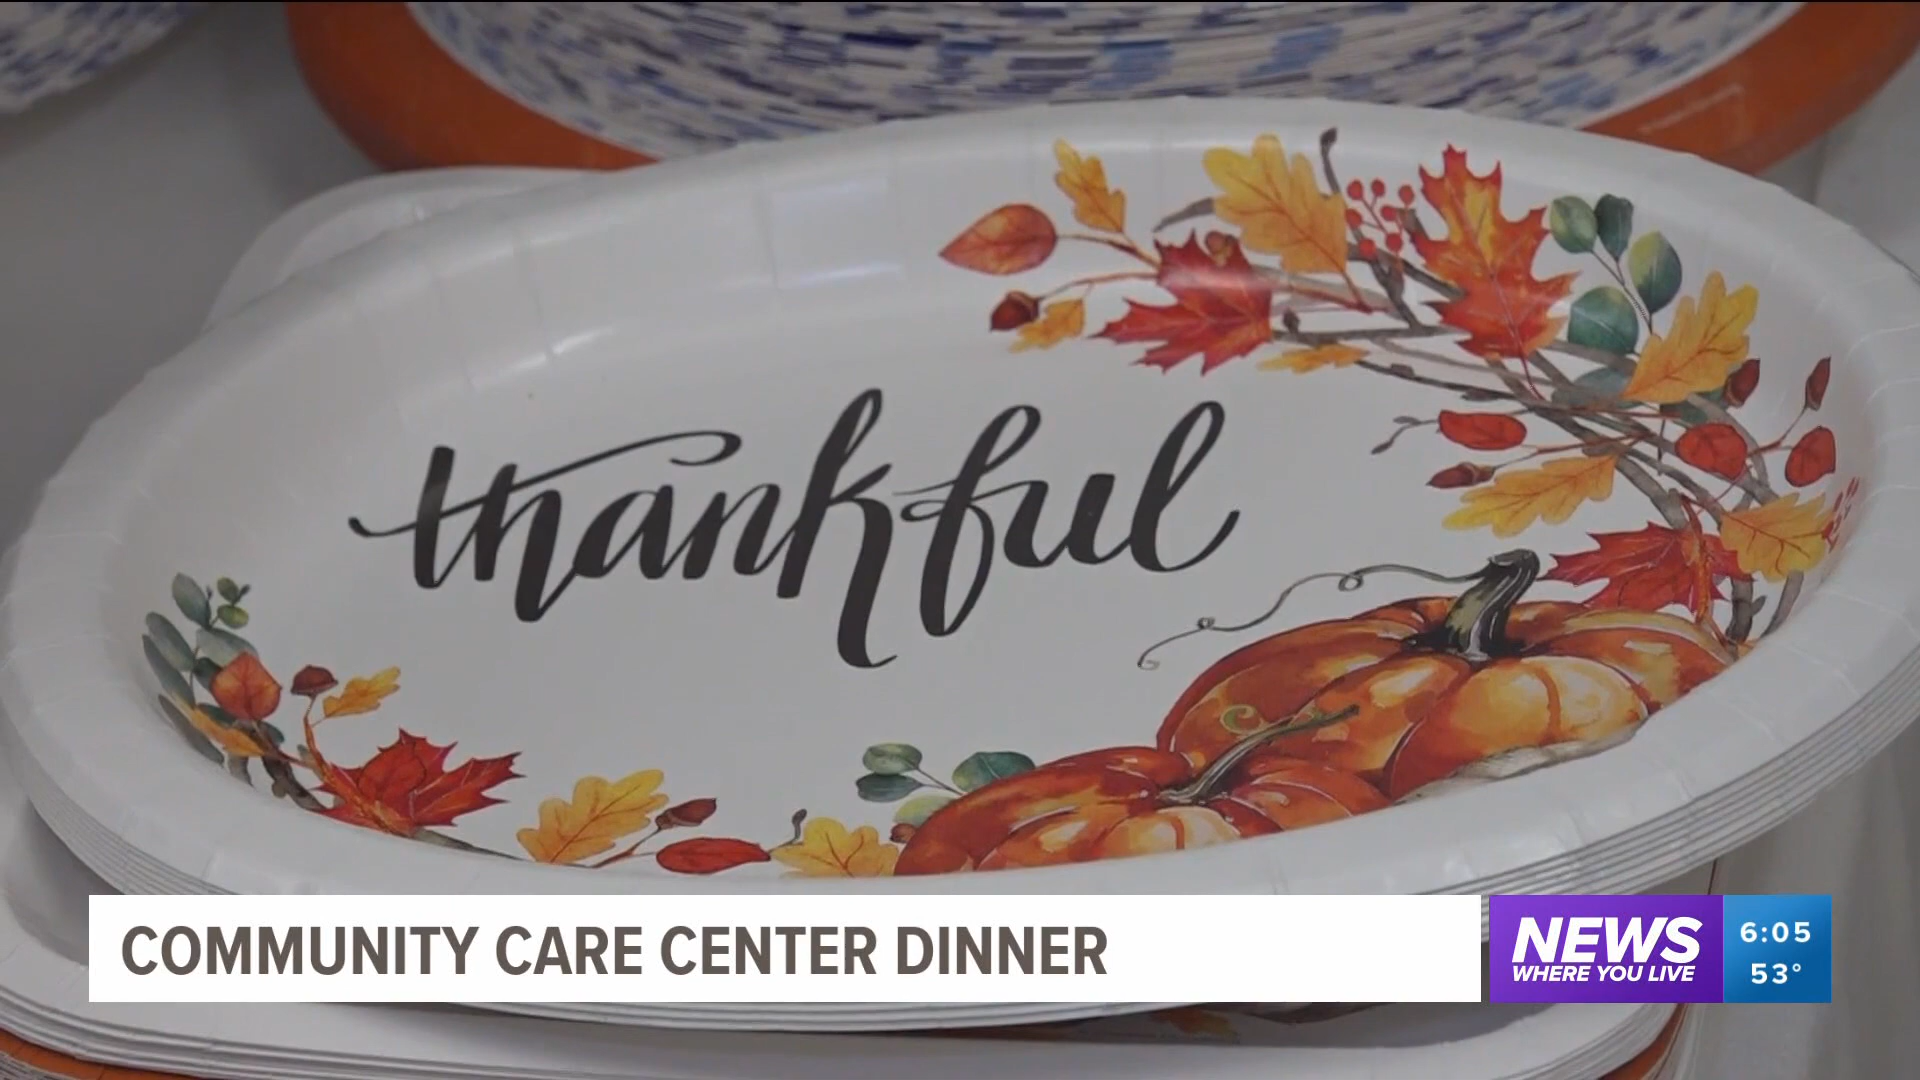 thankful
COMMUNITY CARE CENTER DINNER
NEWS
WHERE YOU LIVE
6:05
53°